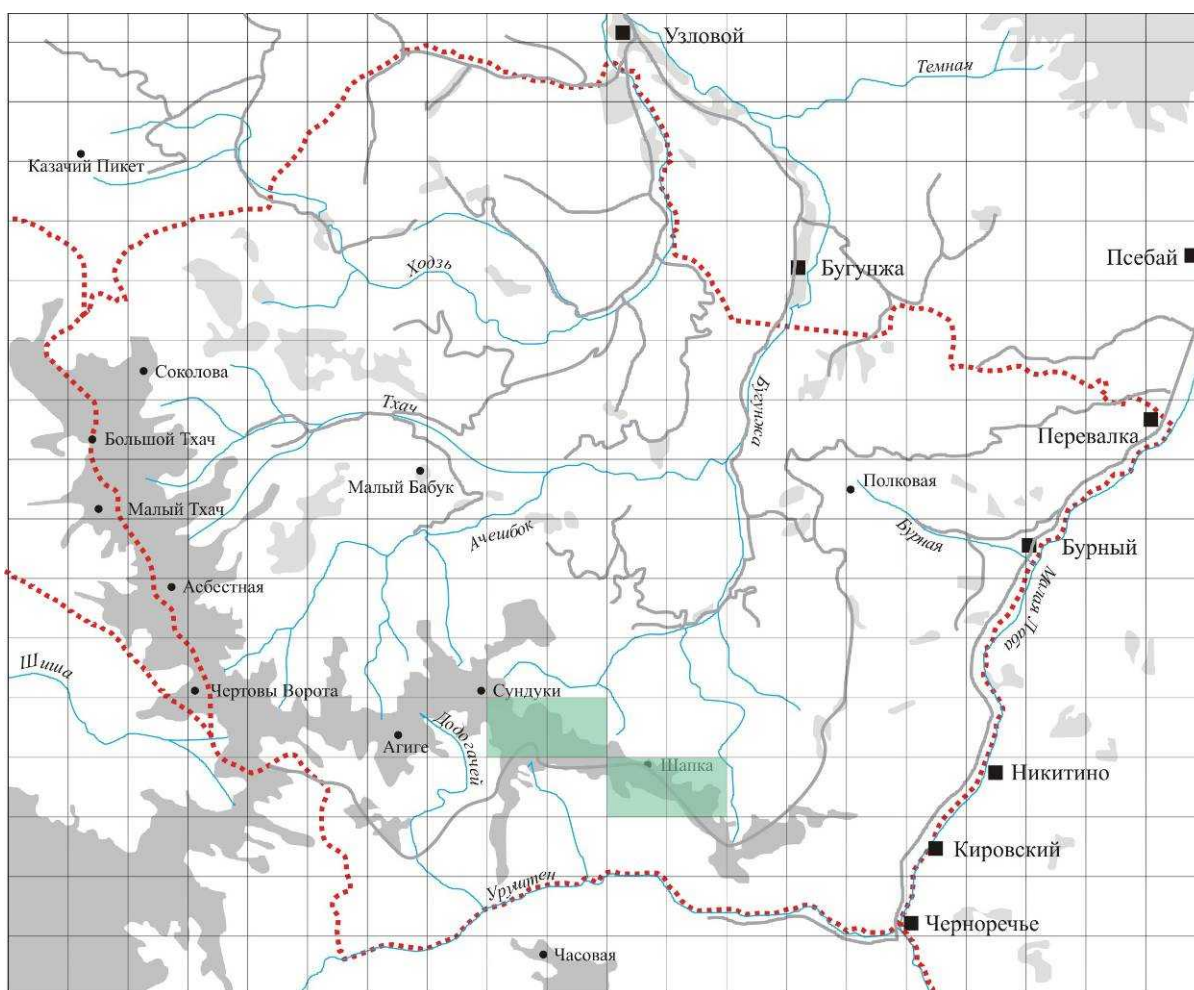 Узловой
Темная
Казачий Пикет
Ходзь
Бугунжа
Псебай
Соколова
Тхач
Бугунжа
Большой Тхач
Перевалка
Малый Бабук
Полковая
Малый Тхач
Ачешбок
Бурная
Бурный
Асбестная
Малая Лаба
Шиша
Чертовы Ворота
Сундуки
Додогачей
Агиге
Шапка
Никитино
Кировский
Уруштен
Черноречье
Часовая